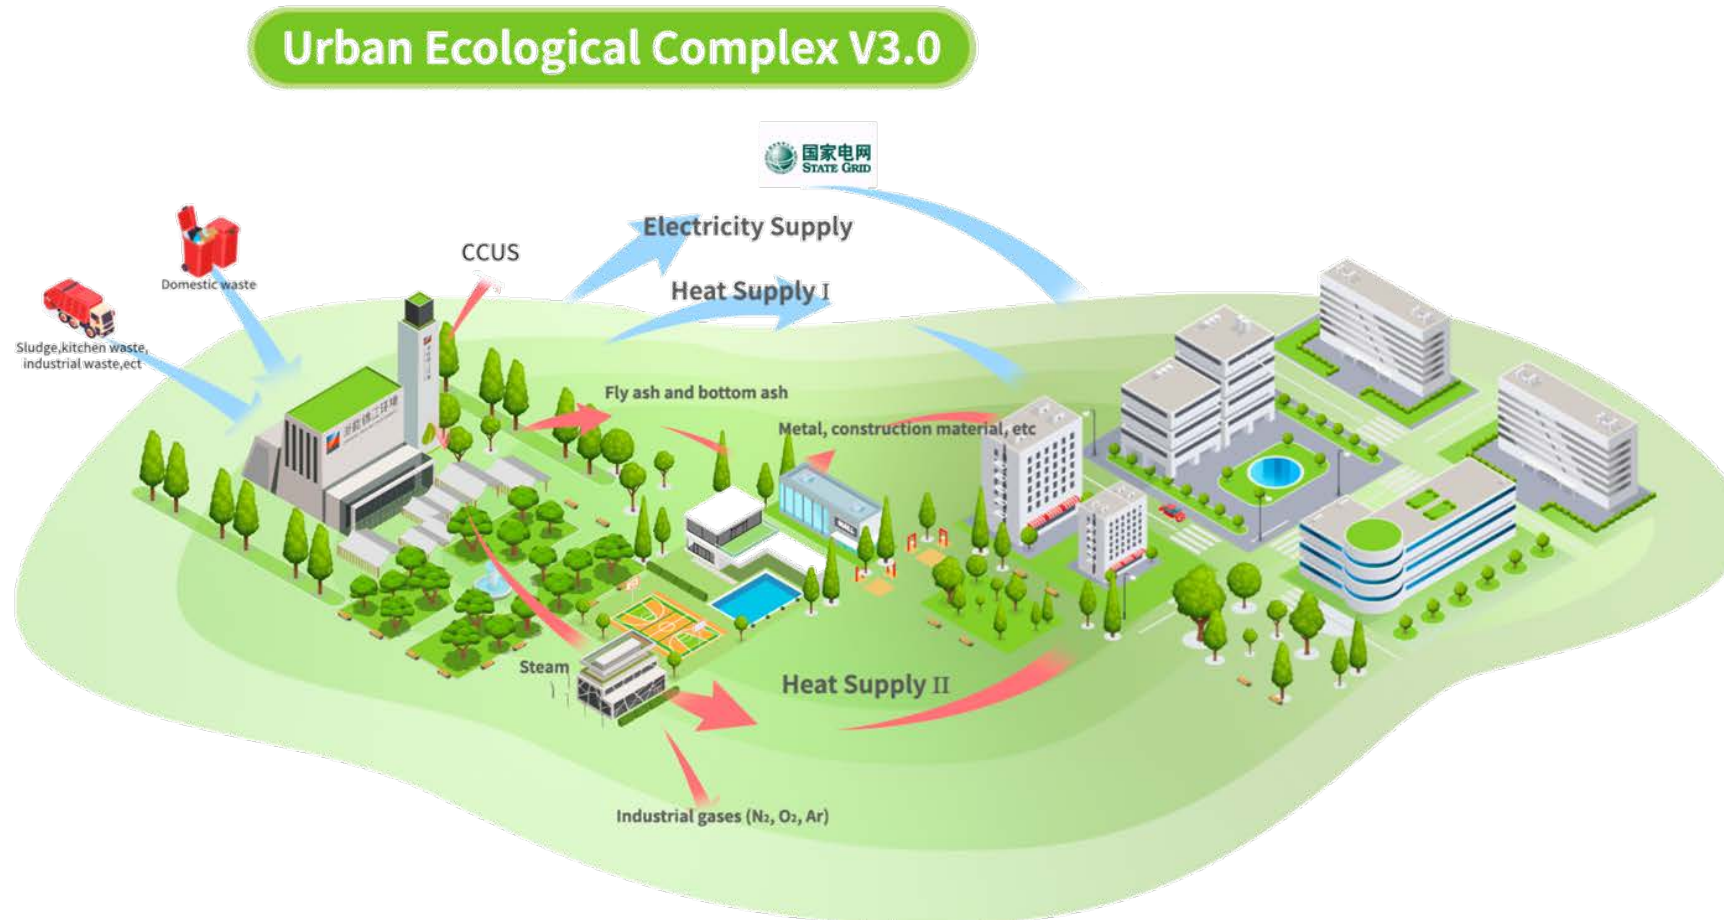 Urban Ecological Complex V3.0
国家电网
STATE GRID
Electricity Supply
CCUS
Domestic waste
Heat Supply I
Sludge,kitchen waste,
industrial waste,ect
Fly ash and bottom ash
Metal, construction material, etc
MALL
Steam
Heat Supply II
Industrial gases (N₂, O₂, Ar)